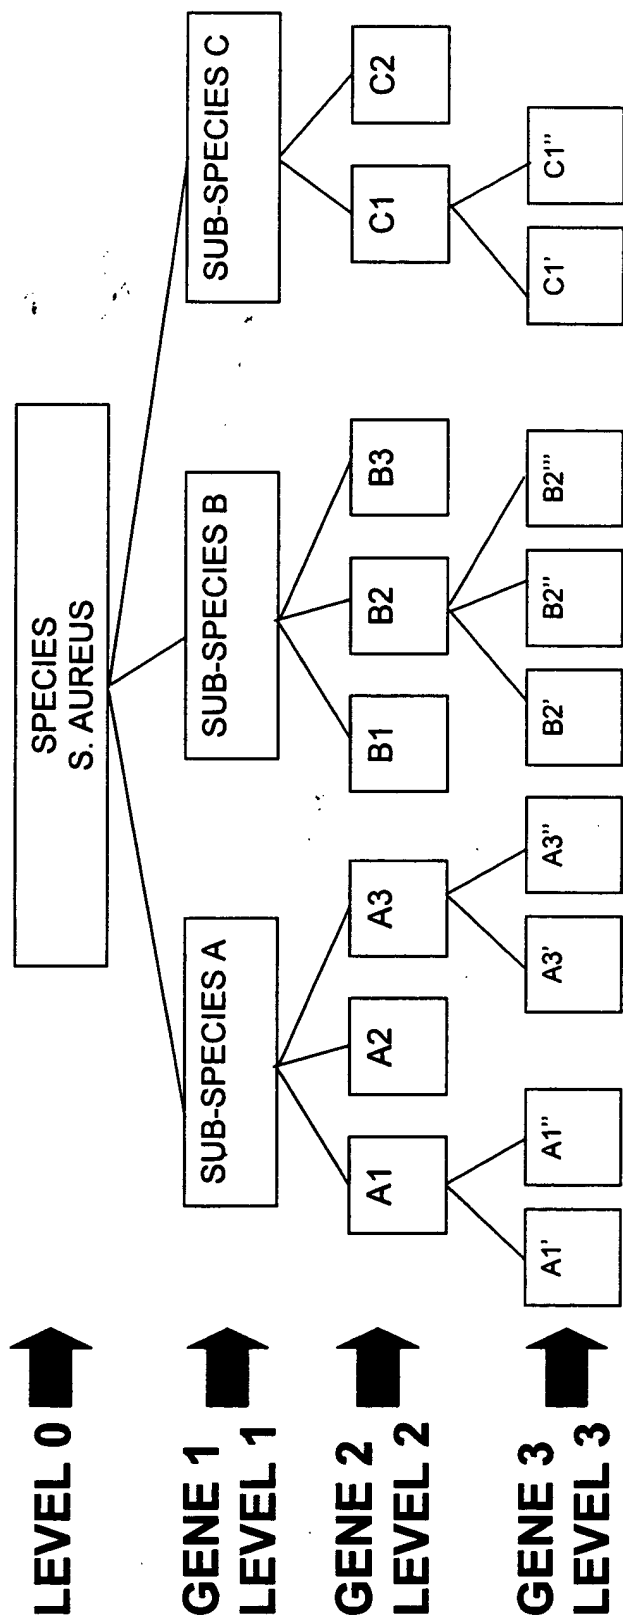 LEVEL 0
SPECIES
S. AUREUS
GENE 1
LEVEL 1
SUB-SPECIES A
SUB-SPECIES B
SUB-SPECIES C
GENE 2
LEVEL 2
A1
A2
A3
B1
B2
B3
C1
C2
GENE 3
LEVEL 3
A1'
A1''
A3'
A3''
B2'
B2''
B2'''
C1'
C1''